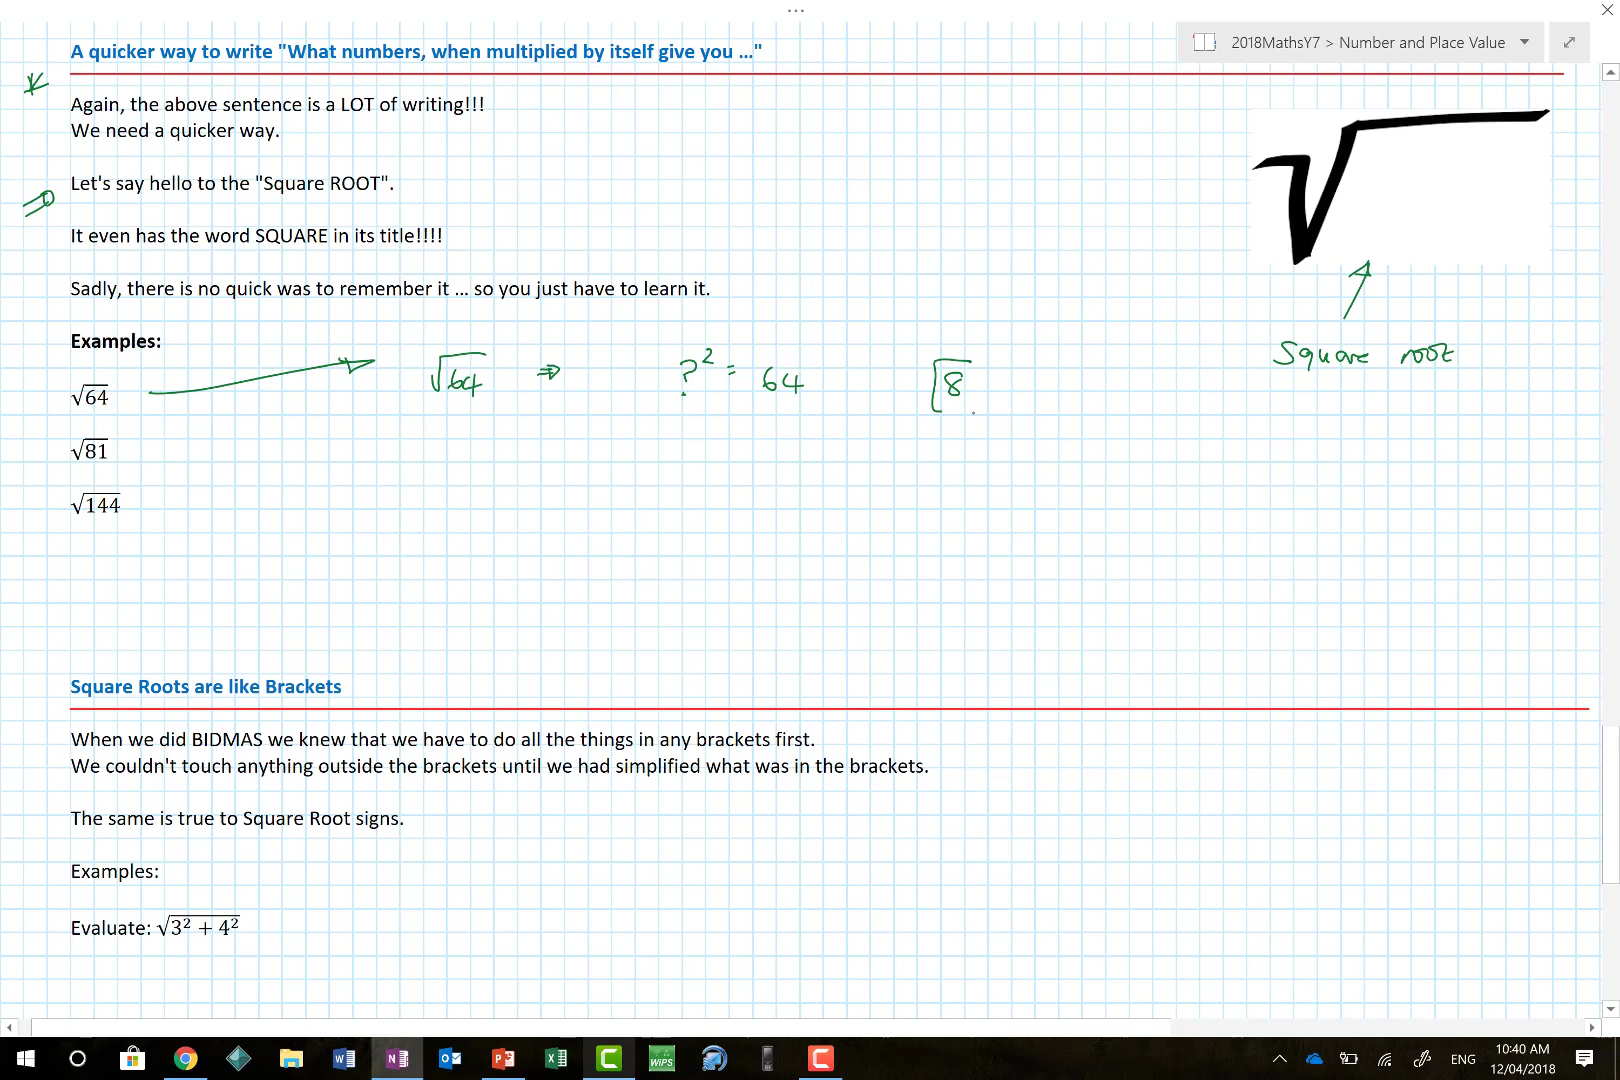 2018MathsY7 > Number and Place Value
A quicker way to write "What numbers, when multiplied by itself give you ..."
Again, the above sentence is a LOT of writing!!!
We need a quicker way.
Let's say hello to the "Square ROOT".
It even has the word SQUARE in its title!!!!
Sadly, there is no quick was to remember it ... so you just have to learn it.
√
Square root
Examples:
√64 → √64 ⇒ ?² = 64 [8
√81
√144
Square Roots are like Brackets
When we did BIDMAS we knew that we have to do all the things in any brackets first.
We couldn't touch anything outside the brackets until we had simplified what was in the brackets.
The same is true to Square Root signs.
Examples:
Evaluate: √3² + 4²
WIPS
ENG
10:40 AM
12/04/2018